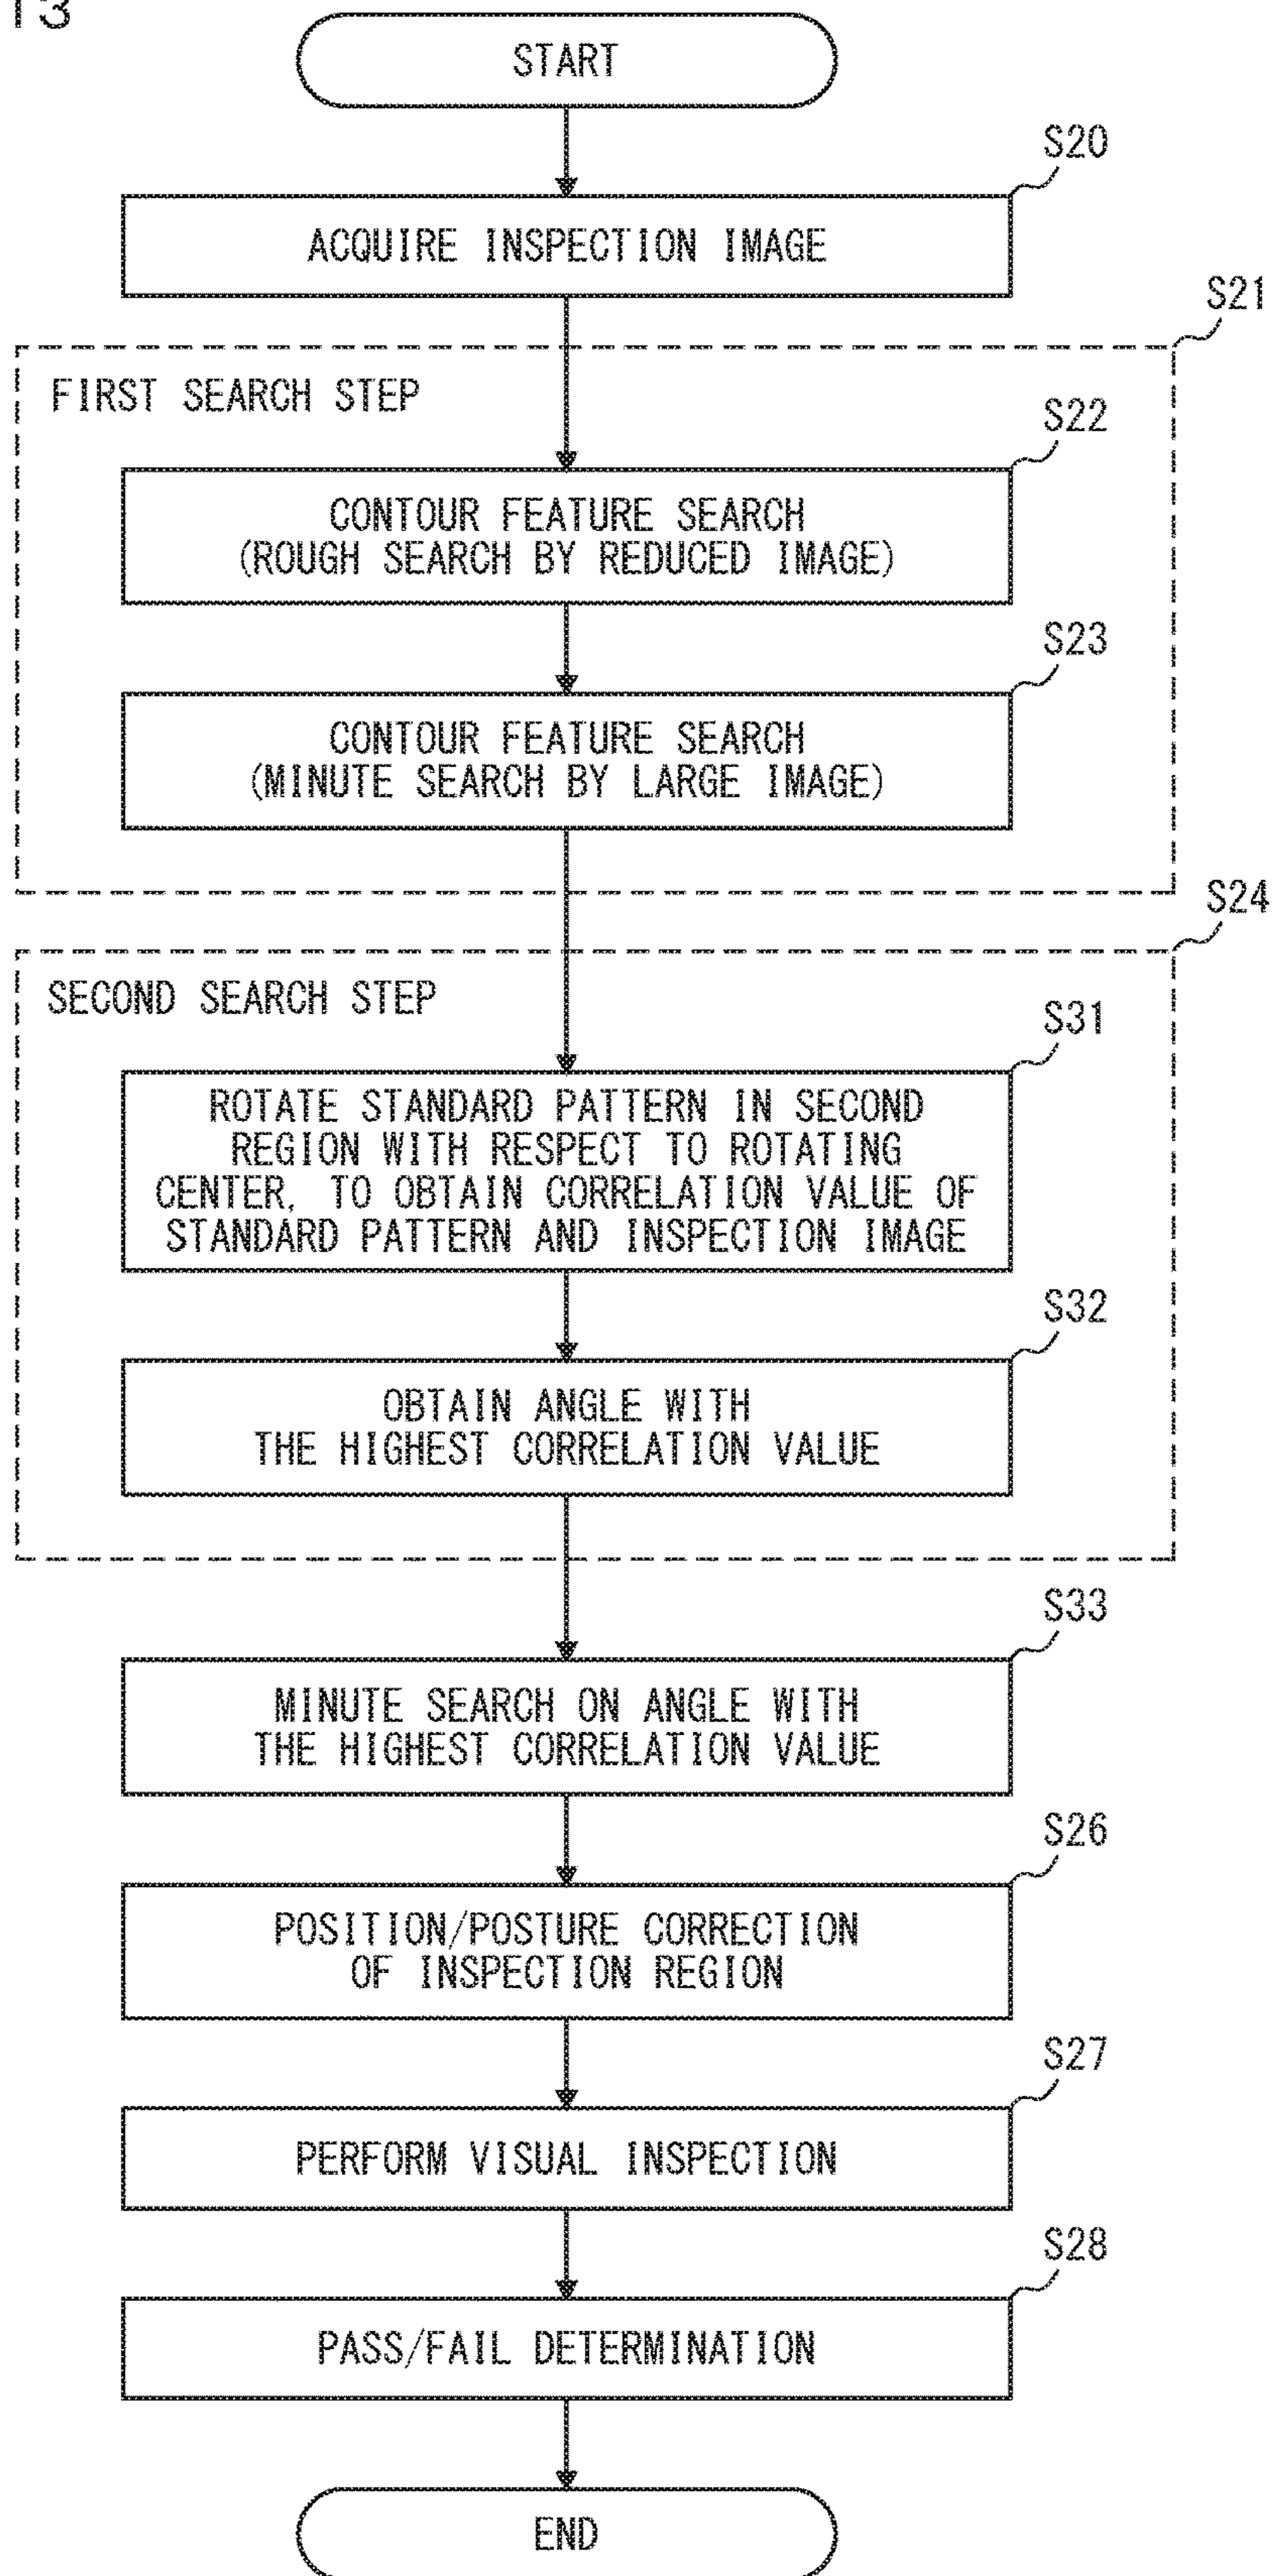 13
START
S20
ACQUIRE INSPECTION IMAGE
S21
FIRST SEARCH STEP
S22
CONTOUR FEATURE SEARCH
(ROUGH SEARCH BY REDUCED IMAGE)
S23
CONTOUR FEATURE SEARCH
(MINUTE SEARCH BY LARGE IMAGE)
S24
SECOND SEARCH STEP
S31
ROTATE STANDARD PATTERN IN SECOND
REGION WITH RESPECT TO ROTATING
CENTER, TO OBTAIN CORRELATION VALUE OF
STANDARD PATTERN AND INSPECTION IMAGE
S32
OBTAIN ANGLE WITH
THE HIGHEST CORRELATION VALUE
S33
MINUTE SEARCH ON ANGLE WITH
THE HIGHEST CORRELATION VALUE
S26
POSITION/POSTURE CORRECTION
OF INSPECTION REGION
S27
PERFORM VISUAL INSPECTION
S28
PASS/FAIL DETERMINATION
END